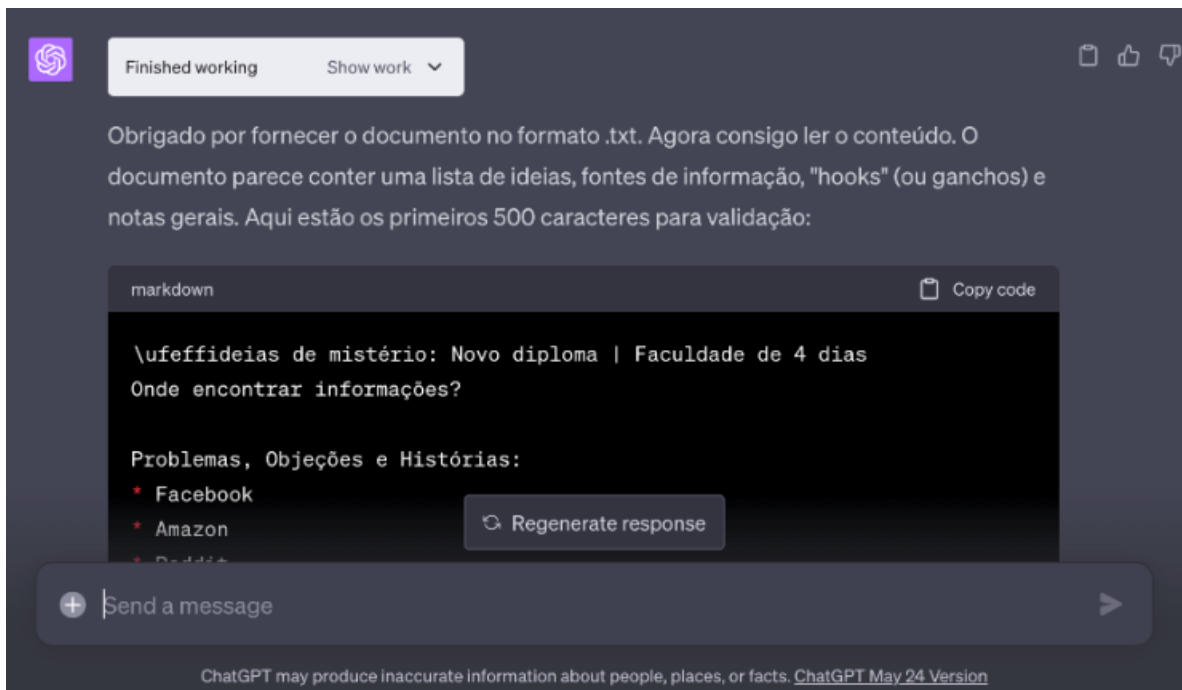 Finished working Show work
Obrigado por fornecer o documento no formato .txt. Agora consigo ler o conteúdo. O
documento parece conter uma lista de ideias, fontes de informação, "hooks" (ou ganchos) e
notas gerais. Aqui estão os primeiros 500 caracteres para validação:
markdown Copy code
\ufeffideias de mistério: Novo diploma | Faculdade de 4 dias
Onde encontrar informações?
Problemas, Objeções e Histórias:
* Facebook
* Amazon
* Reddit
Regenerate response
Send a message
ChatGPT may produce inaccurate information about people, places, or facts. ChatGPT May 24 Version